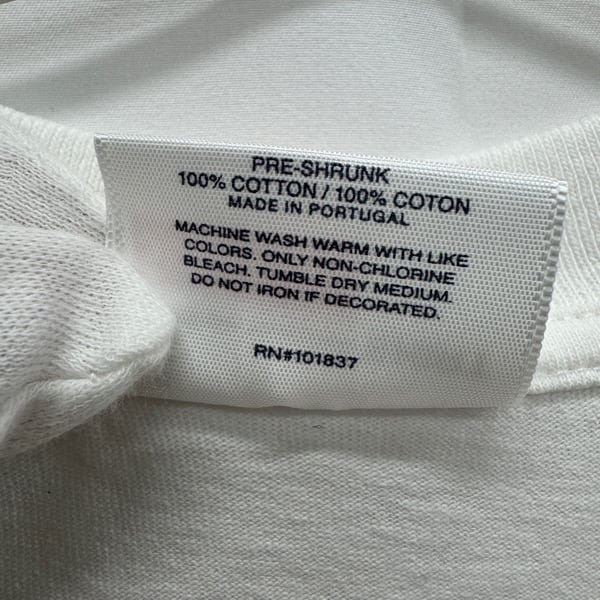 PRE-SHRUNK
100% COTTON / 100% COTON
MADE IN PORTUGAL
MACHINE WASH WARM WITH LIKE
COLORS. ONLY NON-CHLORINE
BLEACH. TUMBLE DRY MEDIUM.
DO NOT IRON IF DECORATED.
RN#101837